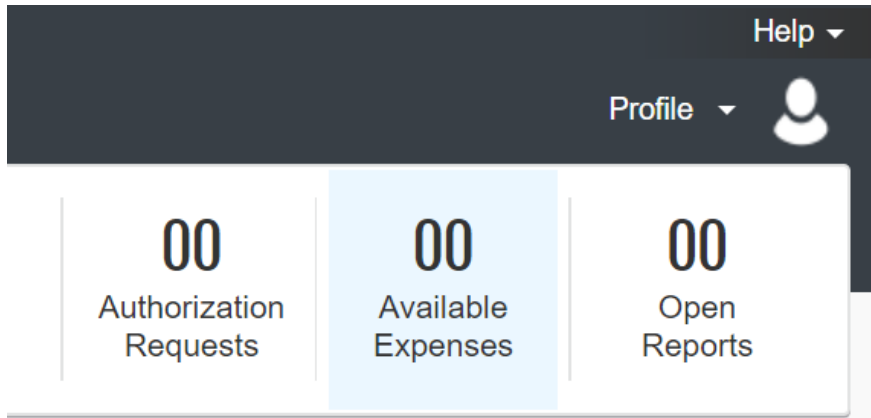 Help
Profile
00
Authorization
Requests
00
Available
Expenses
00
Open
Reports